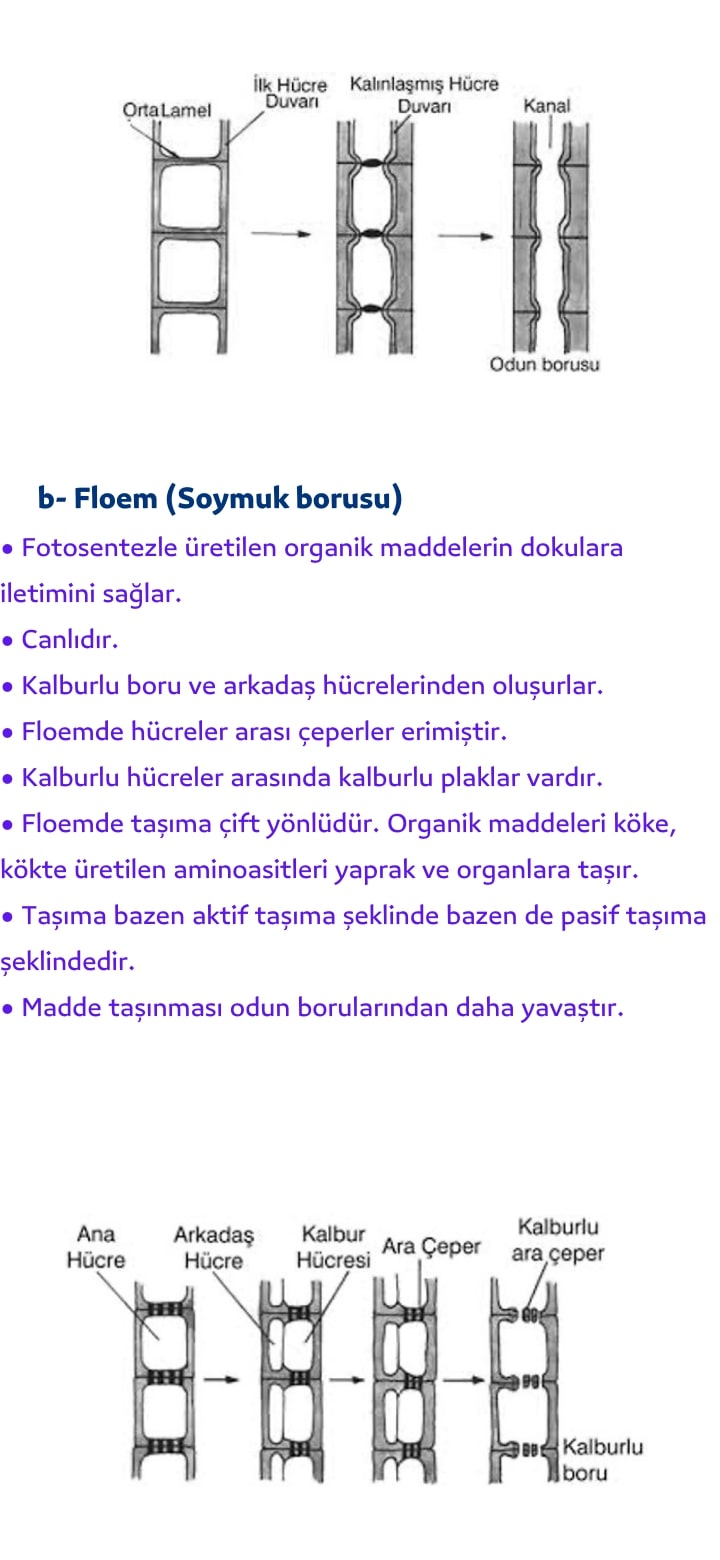 İlk Hücre Kalınlaşmış Hücre
Orta Lamel Duvarı Duvarı Kanal
Odun borusu
b- Floem (Soymuk borusu)
• Fotosentezle üretilen organik maddelerin dokulara
iletimini sağlar.
• Canlıdır.
• Kalburlu boru ve arkadaş hücrelerinden oluşurlar.
• Floemde hücreler arası çeperler erimiştir.
• Kalburlu hücreler arasında kalburlu plaklar vardır.
• Floemde taşıma çift yönlüdür. Organik maddeleri köke,
kökte üretilen aminoasitleri yaprak ve organlara taşır.
• Taşıma bazen aktif taşıma şeklinde bazen de pasif taşıma
şeklindedir.
• Madde taşınması odun borularından daha yavaştır.
Ana
Hücre
Arkadaş
Hücre
Kalbur
Hücresi
Ara Çeper
Kalburlu
ara çeper
Kalburlu
boru